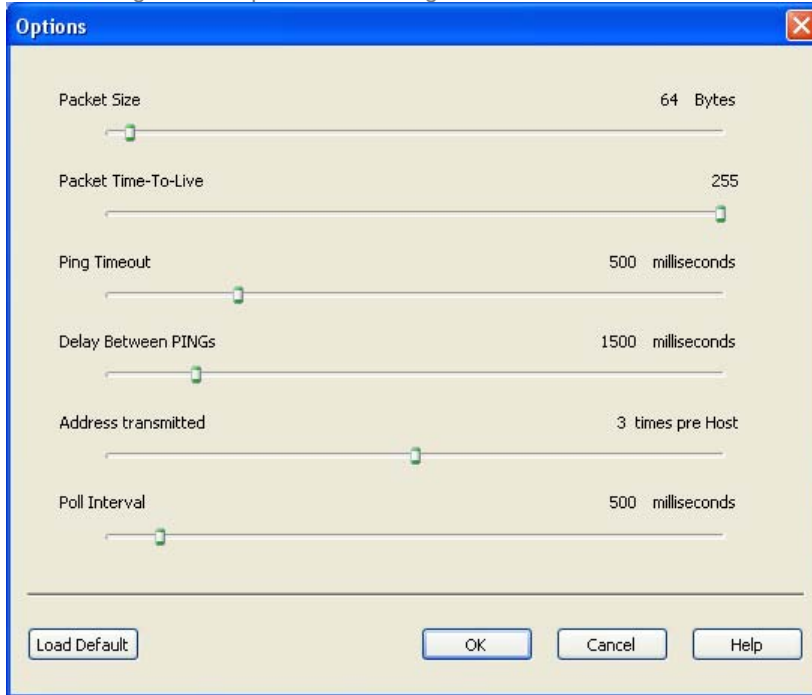 Options
Packet Size 64 Bytes
Packet Time-To-Live 255
Ping Timeout 500 milliseconds
Delay Between PINGs 1500 milliseconds
Address transmitted 3 times pre Host
Poll Interval 500 milliseconds
Load Default OK Cancel Help